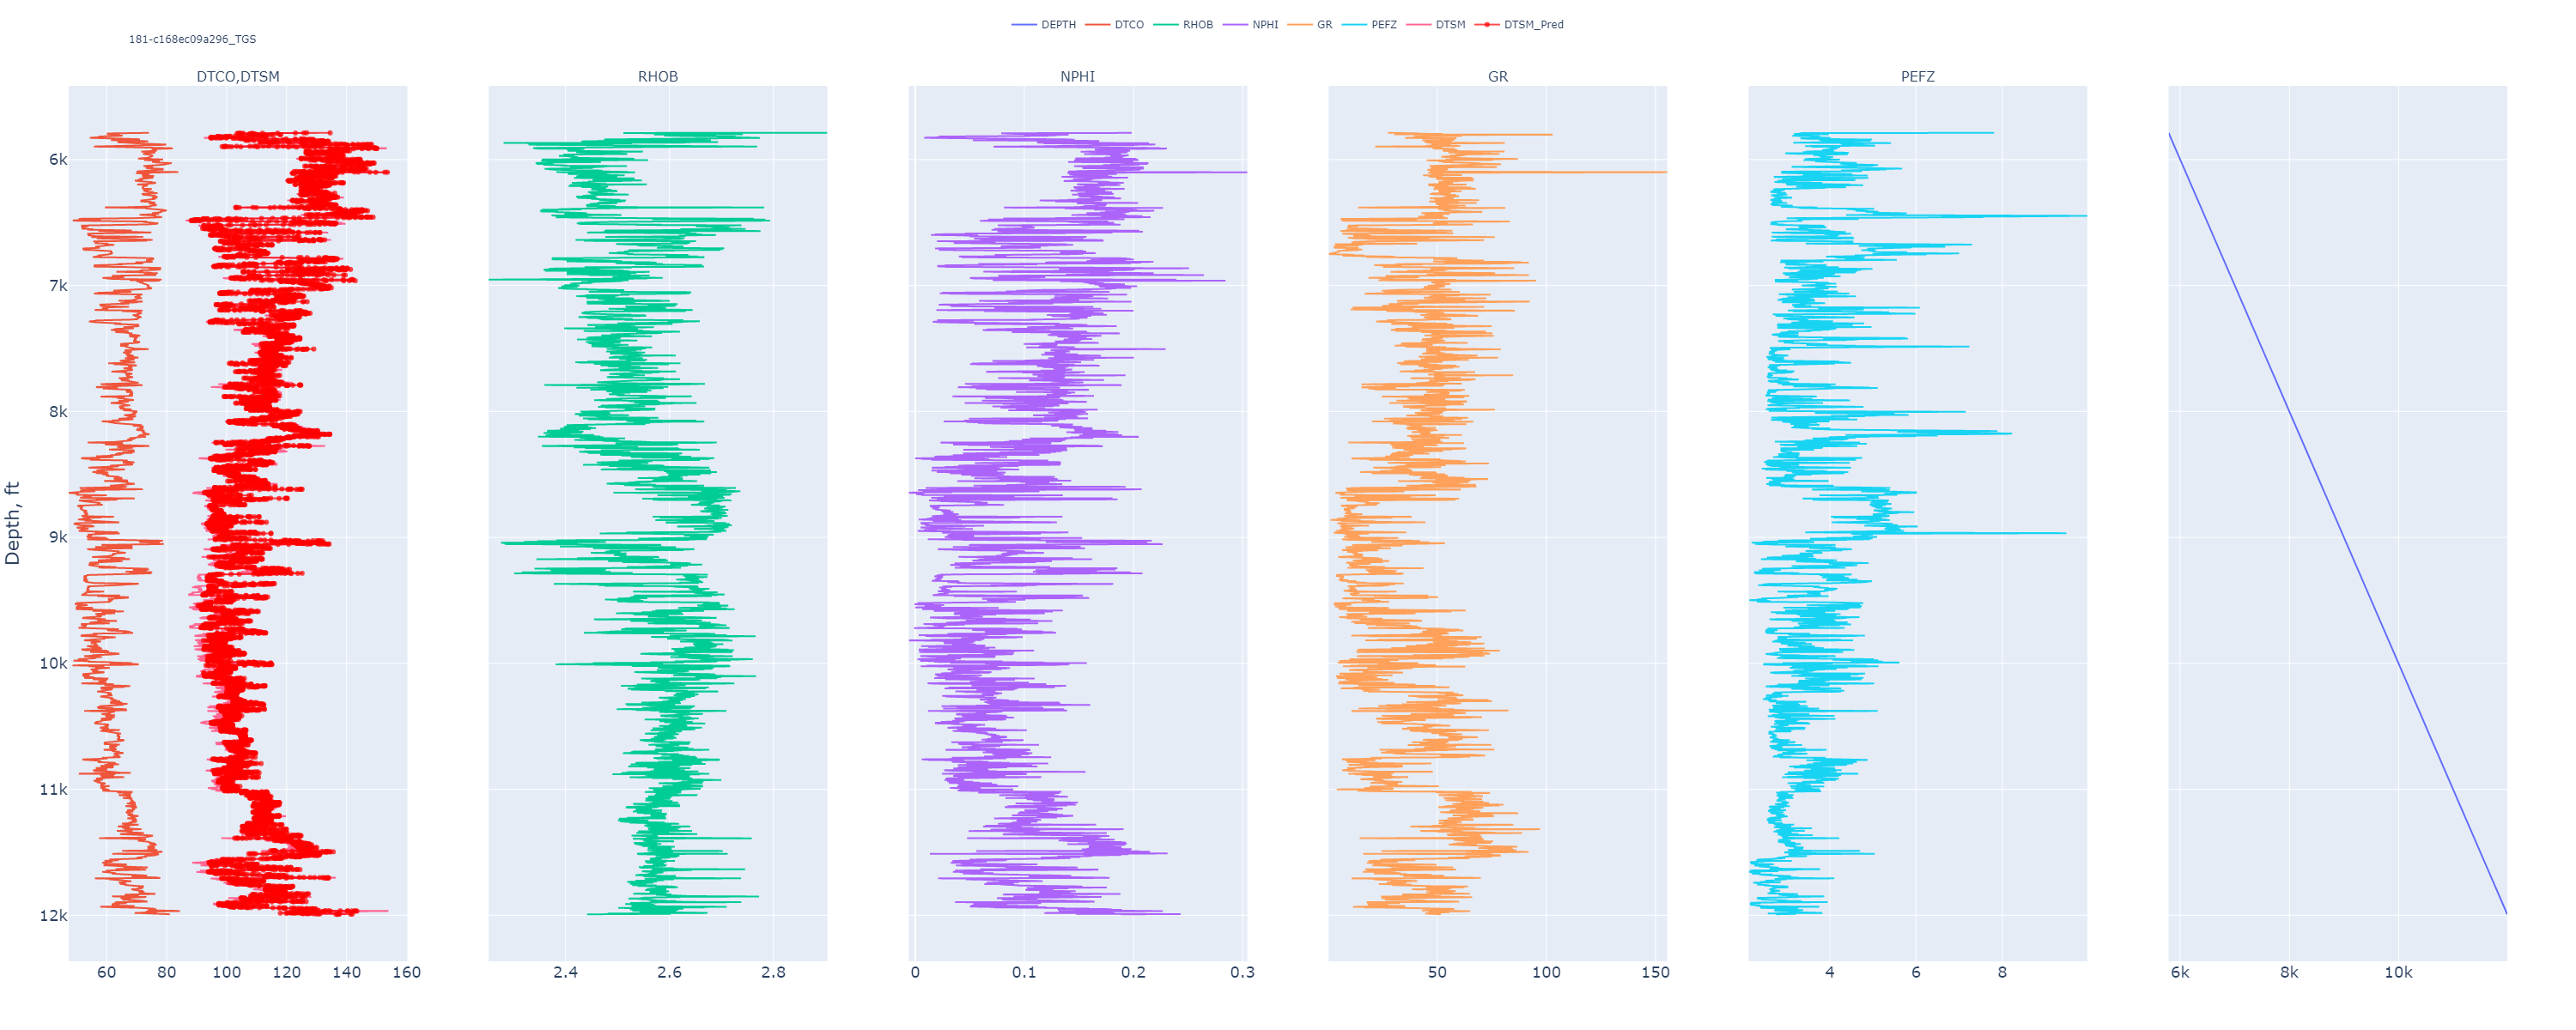 DEPTH DTCO RHOB NPHI GR PEFZ DTSM DTSM_Pred
181-c168ec09a296_TGS
DTCO,DTSM RHOB NPHI GR PEFZ
6k
7k
8k
Depth, ft
9k
10k
11k
12k
60 80 100 120 140 160 2.4 2.6 2.8 0 0.1 0.2 0.3 50 100 150 4 6 8 6k 8k 10k